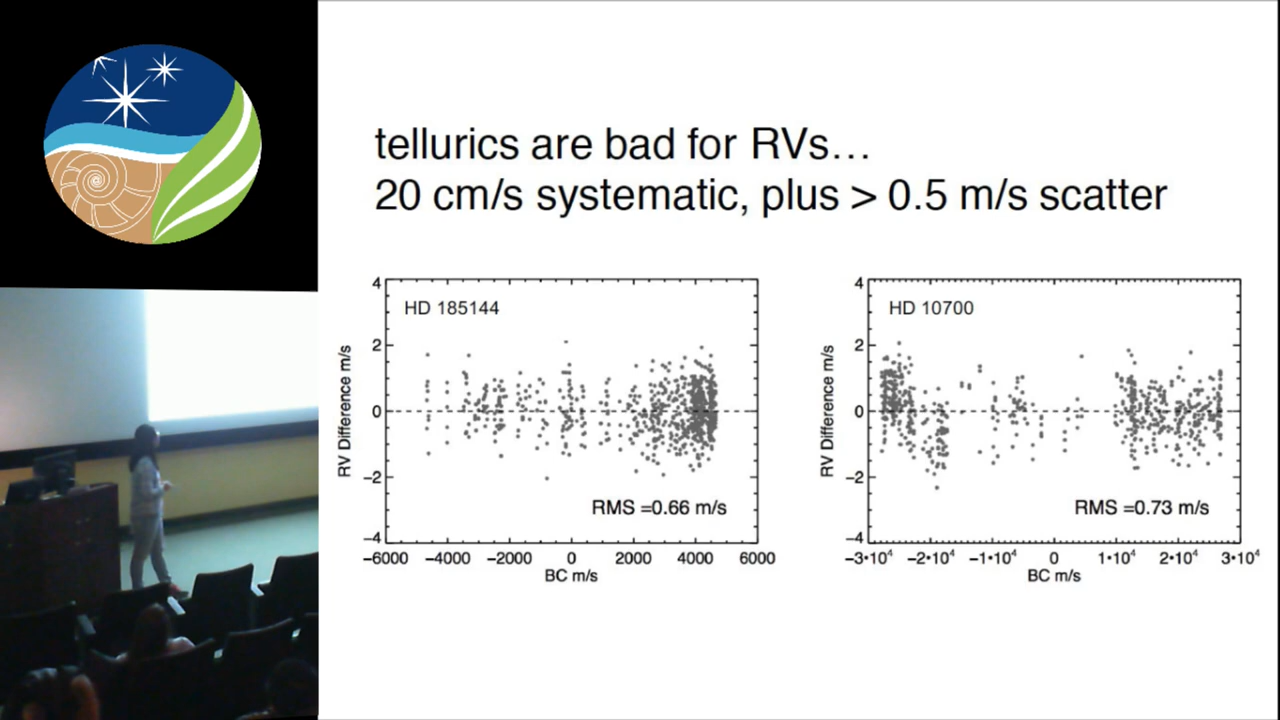 tellurics are bad for RVs...
20 cm/s systematic, plus > 0.5 m/s scatter
HD 185144
RV Difference m/s
4
2
0
−2
−4
RMS =0.66 m/s
−6000 −4000 −2000 0 2000 4000 6000
BC m/s
HD 10700
RV Difference m/s
4
2
0
−2
−4
RMS =0.73 m/s
−3•10⁴ −2•10⁴ −1•10⁴ 0 1•10⁴ 2•10⁴ 3•10⁴
BC m/s